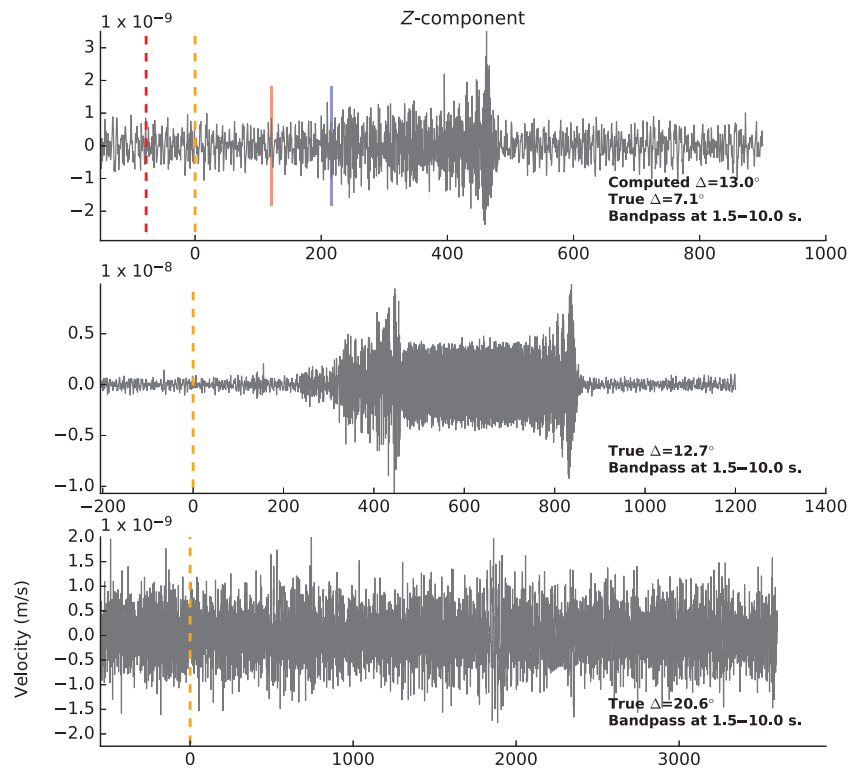 Z-component
1 x 10⁻⁹
3
2
1
0
−1
−2
Computed Δ=13.0°
True Δ=7.1°
Bandpass at 1.5−10.0 s.
0 200 400 600 800 1000
1 x 10⁻⁸
0.5
0.0
−0.5
−1.0
True Δ=12.7°
Bandpass at 1.5−10.0 s.
−200 0 200 400 600 800 1000 1200 1400
1 x 10⁻⁹
2.0
1.5
1.0
0.5
0.0
−0.5
−1.0
−1.5
−2.0
Velocity (m/s)
True Δ=20.6°
Bandpass at 1.5−10.0 s.
0 1000 2000 3000